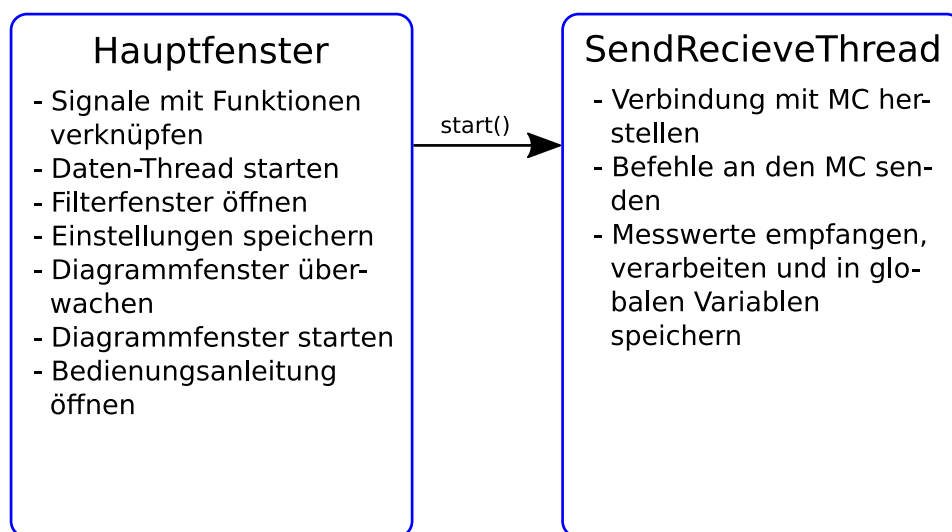 Hauptfenster
- Signale mit Funktionen
verknüpfen
- Daten-Thread starten
- Filterfenster öffnen
- Einstellungen speichern
- Diagrammfenster über-
wachen
- Diagrammfenster starten
- Bedienungsanleitung
öffnen
start()
SendRecieveThread
- Verbindung mit MC her-
stellen
- Befehle an den MC sen-
den
- Messwerte empfangen,
verarbeiten und in glo-
balen Variablen
speichern